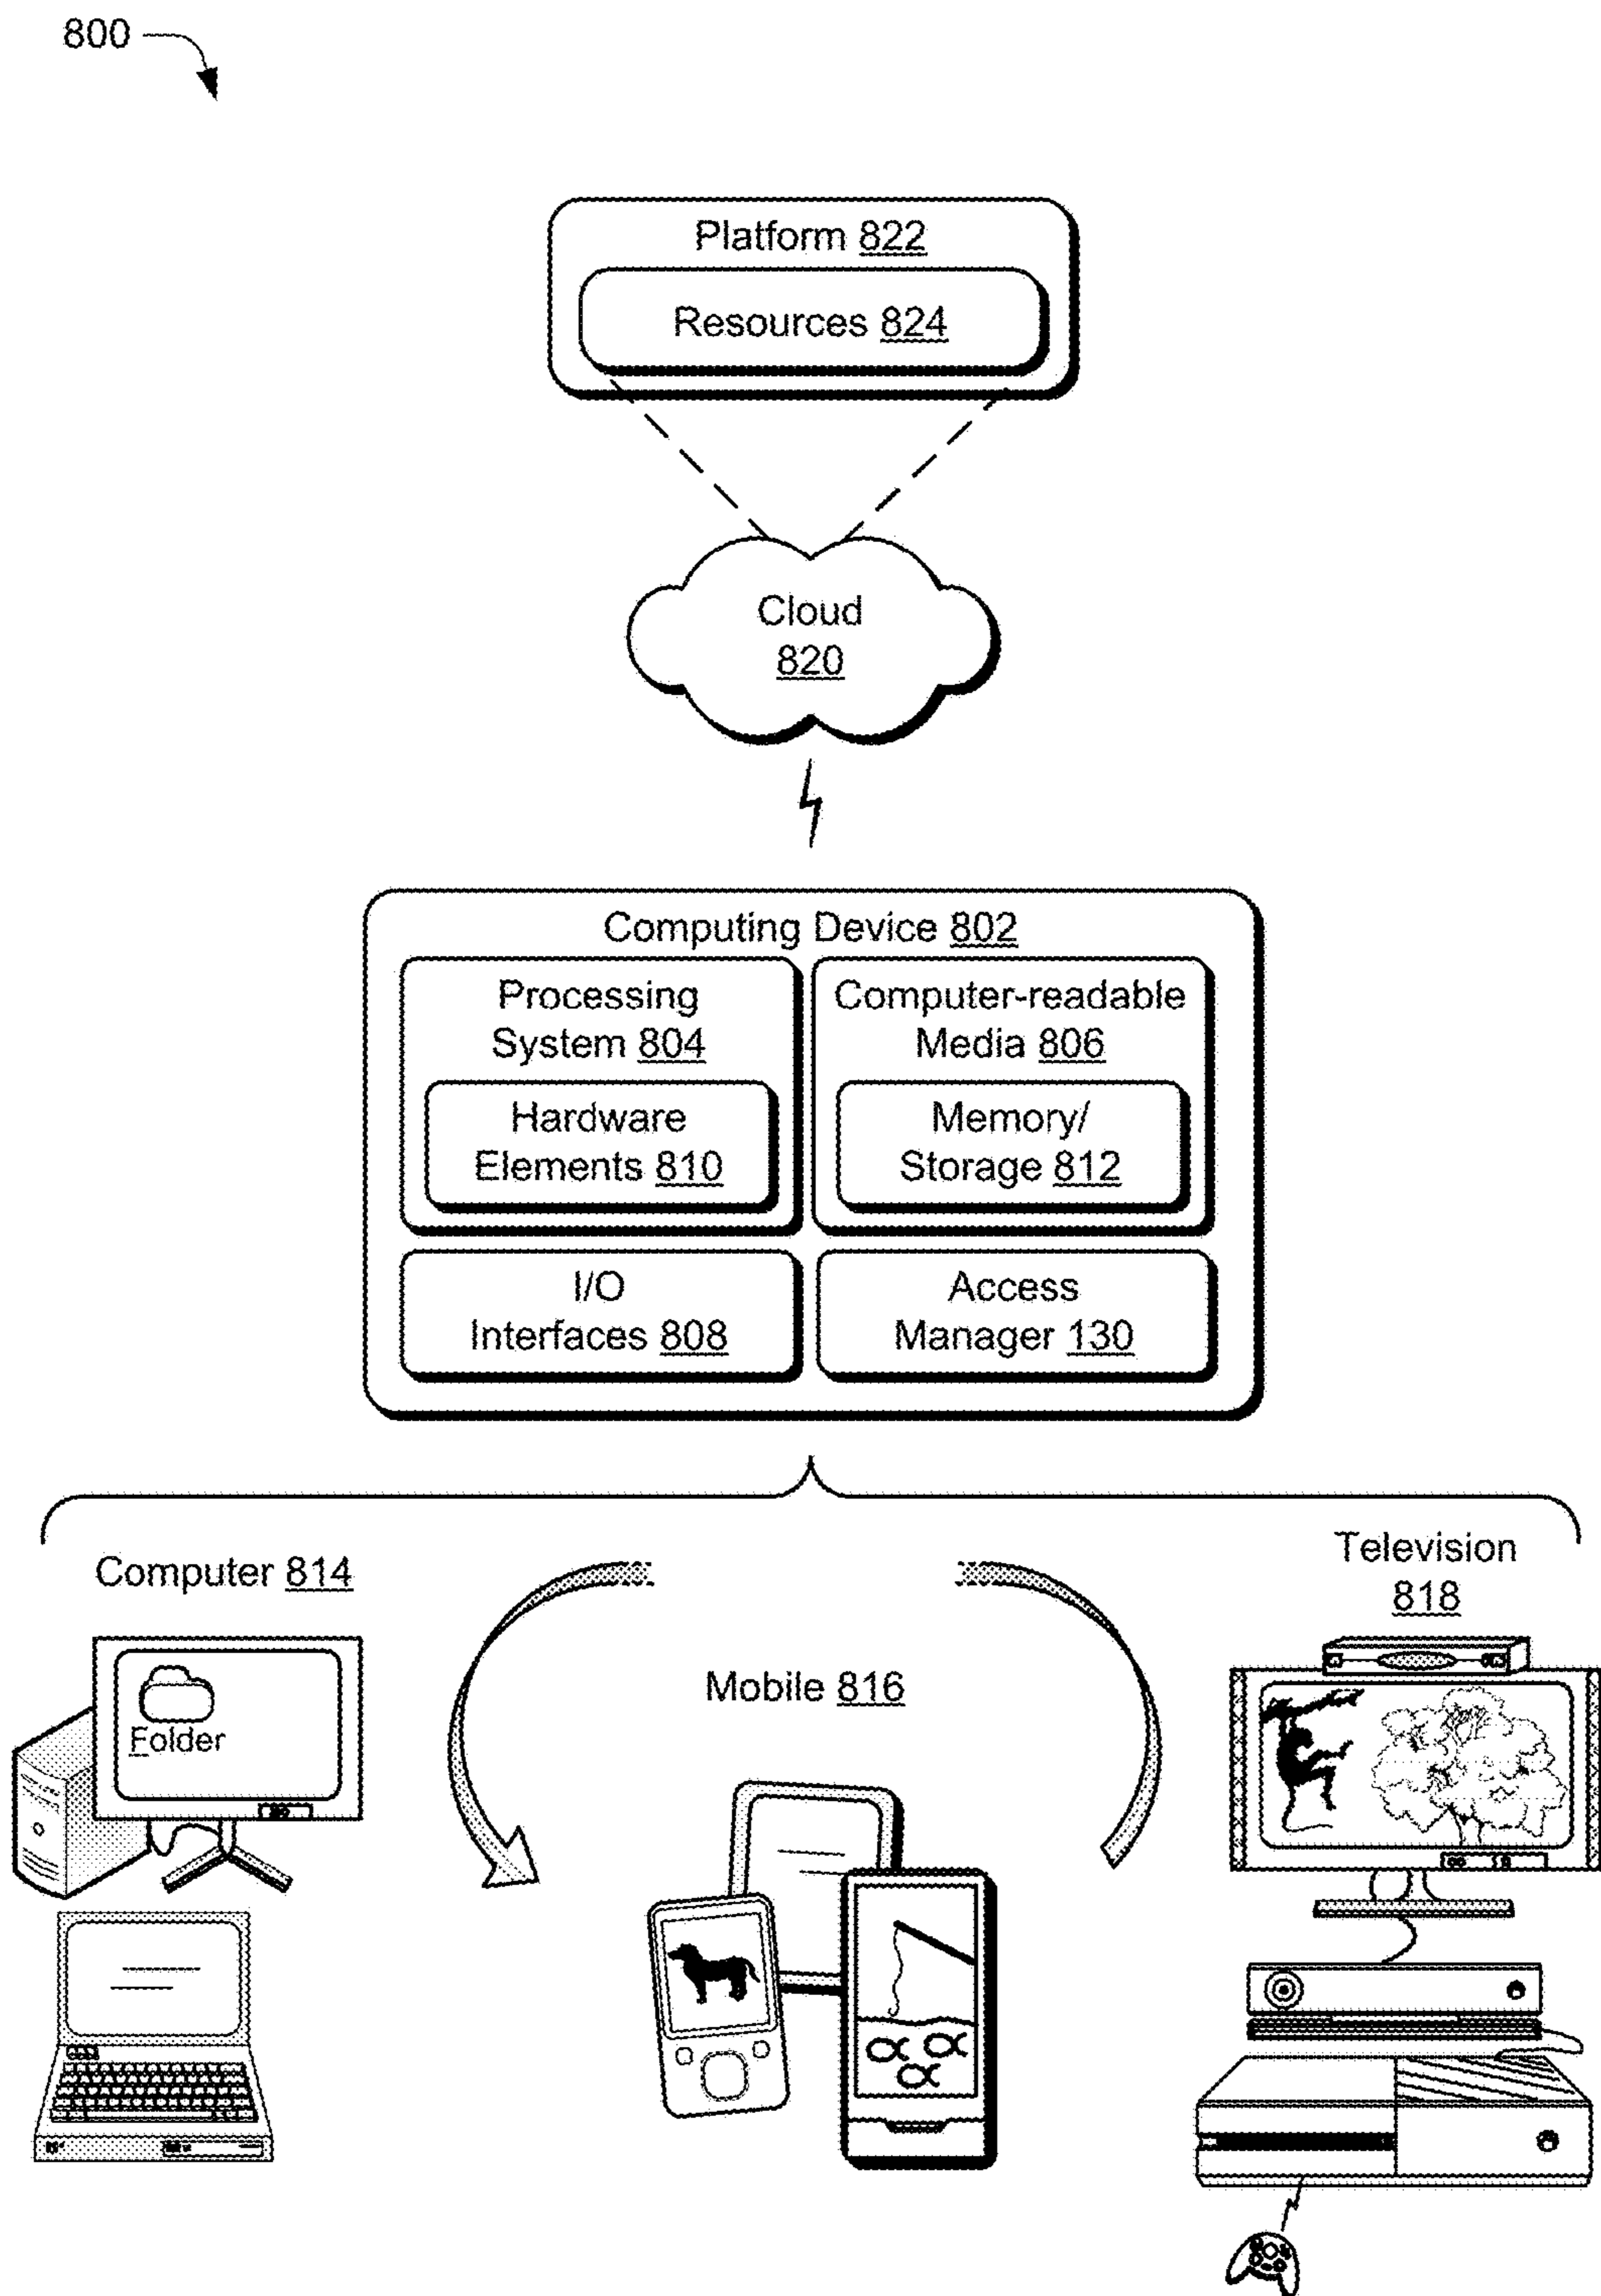 800
Platform 822
Resources 824
Cloud
820
Computing Device 802
Processing
System 804
Hardware
Elements 810
Computer-readable
Media 806
Memory/
Storage 812
I/O
Interfaces 808
Access
Manager 130
Computer 814
Folder
Mobile 816
Television
818